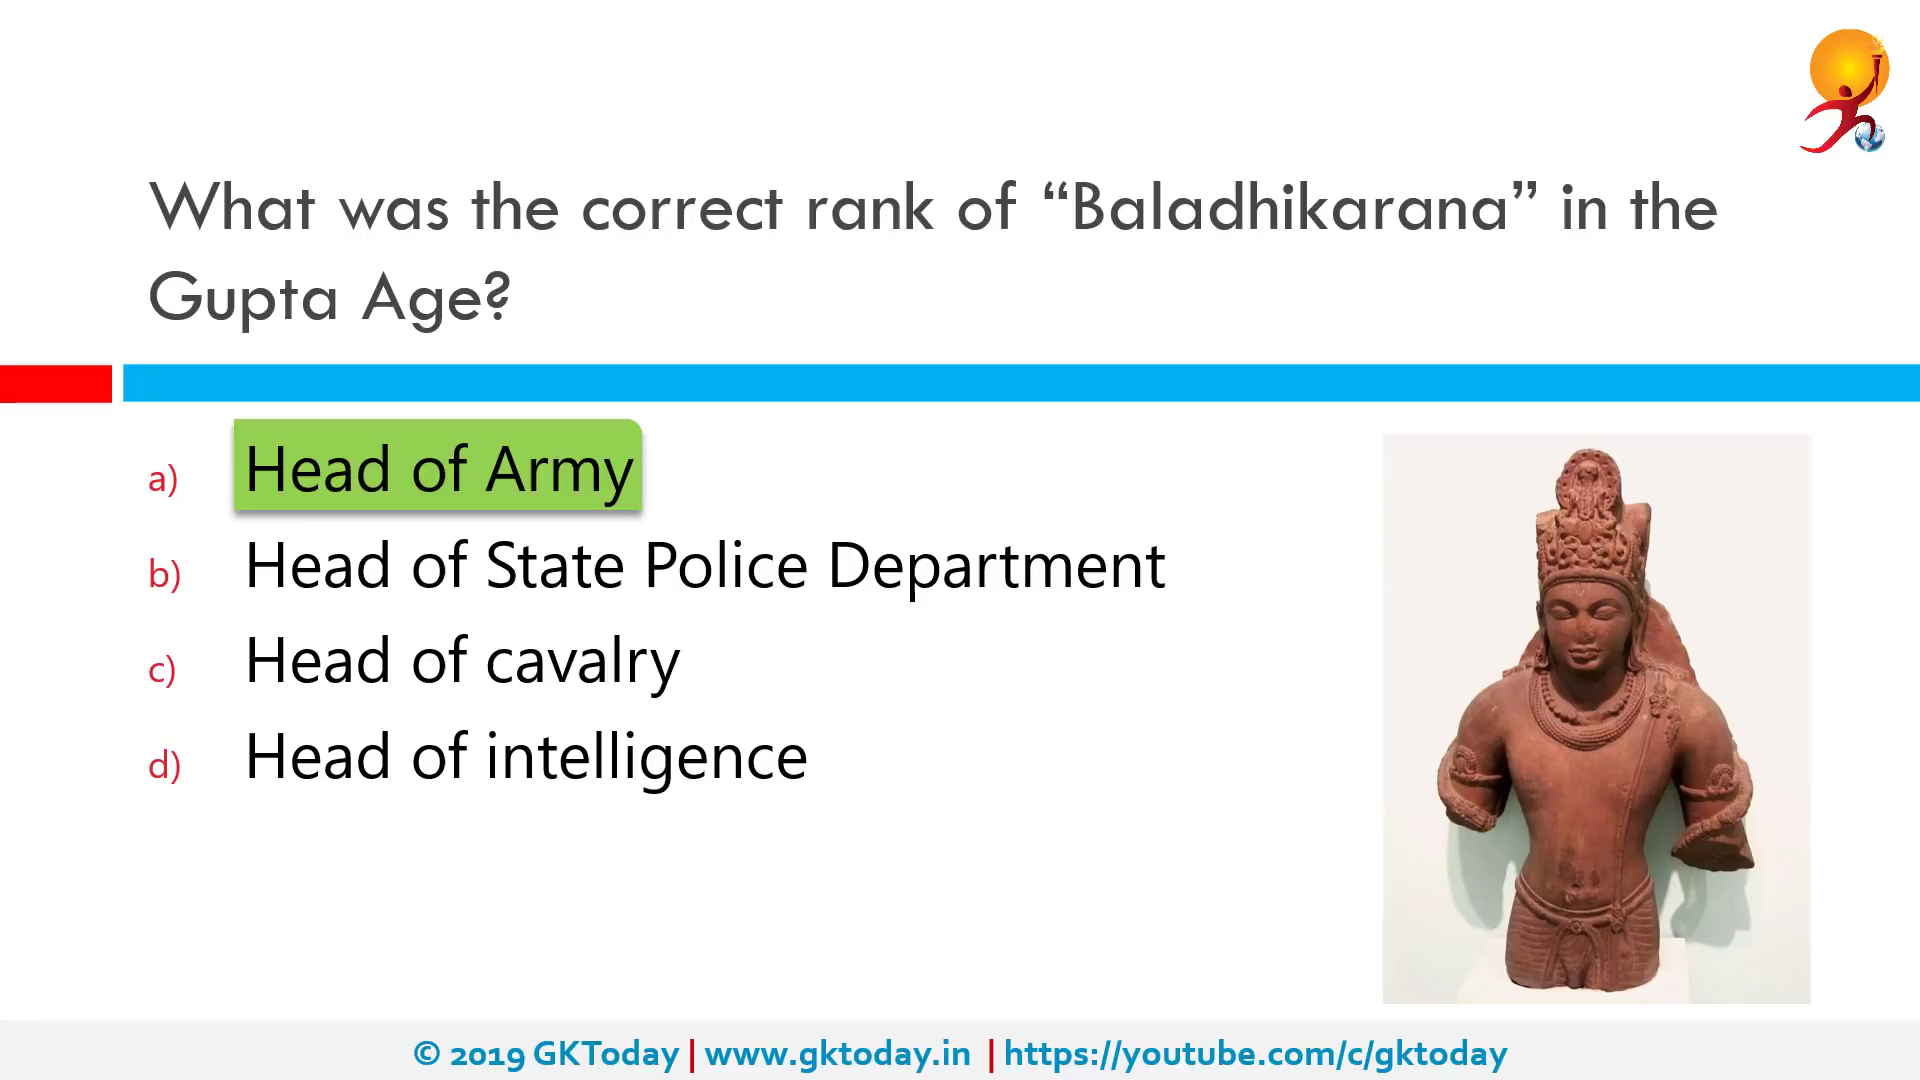 What was the correct rank of “Baladhikarana” in the
Gupta Age?
a) Head of Army
b) Head of State Police Department
c) Head of cavalry
d) Head of intelligence
© 2019 GKToday | www.gktoday.in | https://youtube.com/c/gktoday